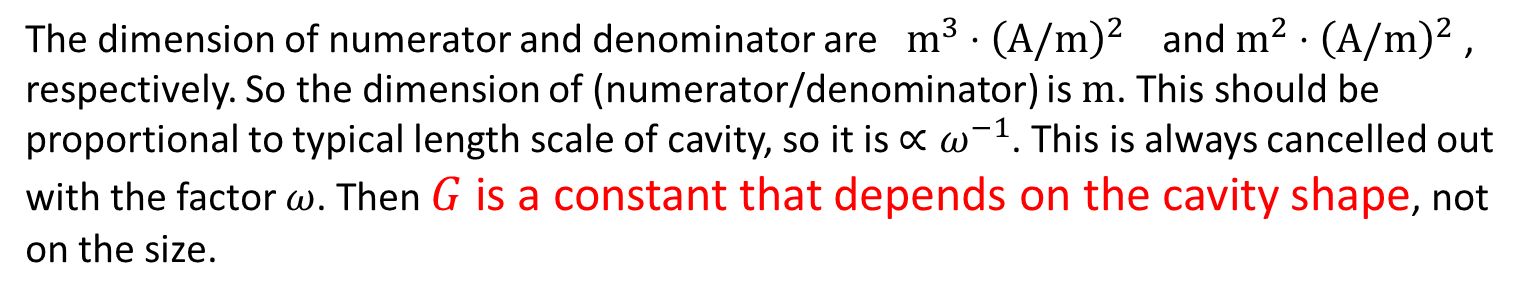 The dimension of numerator and denominator are m³ · (A/m)² and m² · (A/m)² ,
respectively. So the dimension of (numerator/denominator) is m. This should be
proportional to typical length scale of cavity, so it is ∝ ω⁻¹. This is always cancelled out
with the factor ω. Then G is a constant that depends on the cavity shape, not
on the size.